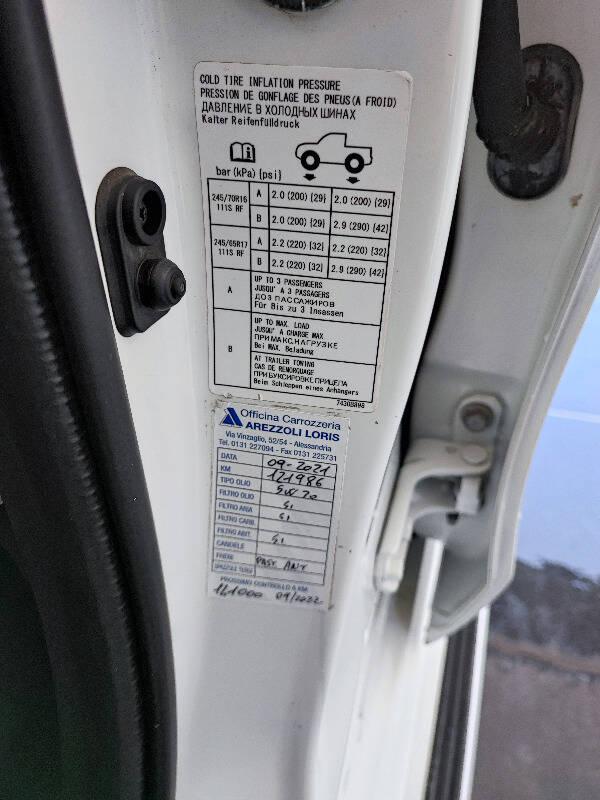 COLD TIRE INFLATION PRESSURE
PRESSION DE GONFLAGE DES PNEUS(A FROID)
ДАВЛЕНИЕ В ХОЛОДНЫХ ШИНАХ
Kalter Reifenfülldruck
bar (kPa) {psi}
245/70R16 111S RF A 2.0 (200) {29} 2.0 (200) {29}
B 2.0 (200) {29} 2.9 (290) {42}
245/65R17 111S RF A 2.2 (220) {32} 2.2 (220) {32}
B 2.2 (220) {32} 2.9 (290) {42}
A UP TO 3 PASSENGERS
JUSQU' A 3 PASSAGERS
ДО 3 ПАССАЖИРОВ
Für Bis zu 3 Insassen
B UP TO MAX. LOAD
JUSQU' A CHARGE MAX.
ПРИ МАКС.НАГРУЗКЕ
Bei MAX. Beladung
AT TRAILER TOWING
CAS DE REMORQUAGE
ПРИ БУКСИРОВКЕ ПРИЦЕПА
Beim Schleppen eines Anhängers
Officina Carrozzeria
AREZZOLI LORIS
Via Vinzaglio, 52/54 - Alessandria
Tel. 0131 227094 - Fax 0131 225731
DATA 09-2021
KM 121986
TIPO OLIO 5W30
FILTRO OLIO SI
FILTRO ARIA SI
FILTRO CARB.
FILTRO ABIT. SI
CANDELE
FRENI PAST ANT
PROSSIMO CONTROLLO A KM
141000 09/2022